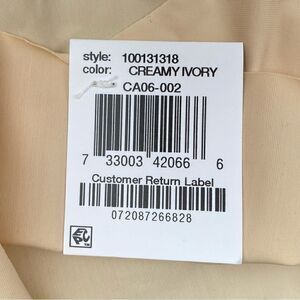 style: 100131318
color: CREAMY IVORY
CA06-002
7 33003 42066 6
Customer Return Label
072087266828